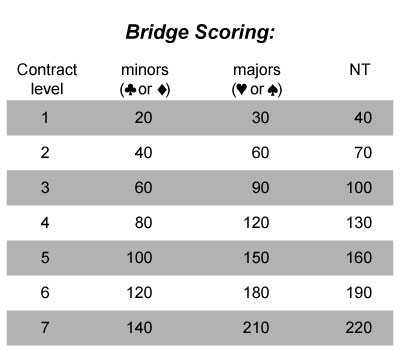 Bridge Scoring:
Contract level minors (♣or ♦) majors (♥or ♠) NT
1 20 30 40
2 40 60 70
3 60 90 100
4 80 120 130
5 100 150 160
6 120 180 190
7 140 210 220